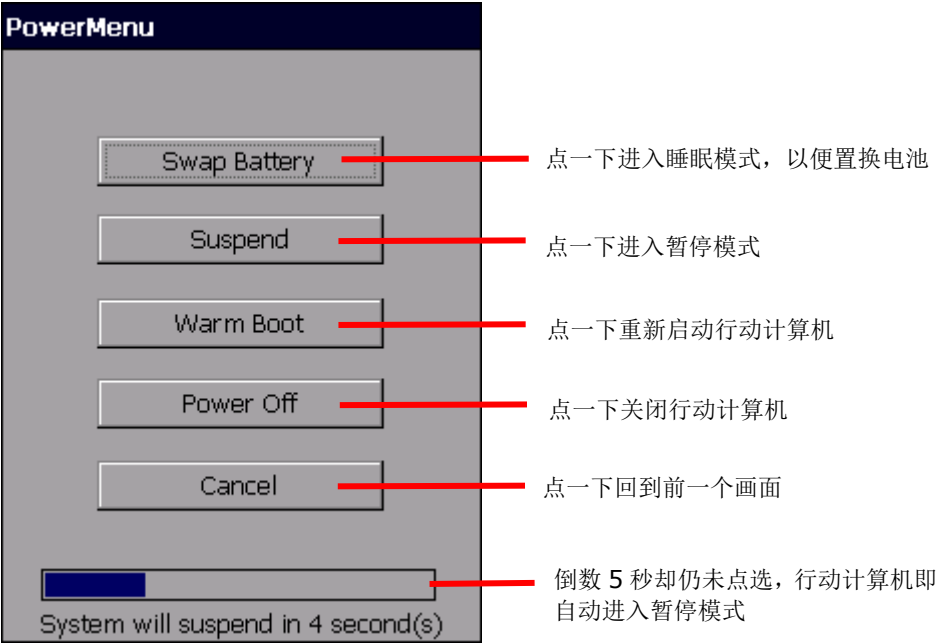 PowerMenu
Swap Battery
点一下进入睡眠模式，以便置换电池
Suspend
点一下进入暂停模式
Warm Boot
点一下重新启动行动计算机
Power Off
点一下关闭行动计算机
Cancel
点一下回到前一个画面
倒数 5 秒却仍未点选，行动计算机即
自动进入暂停模式
System will suspend in 4 second(s)